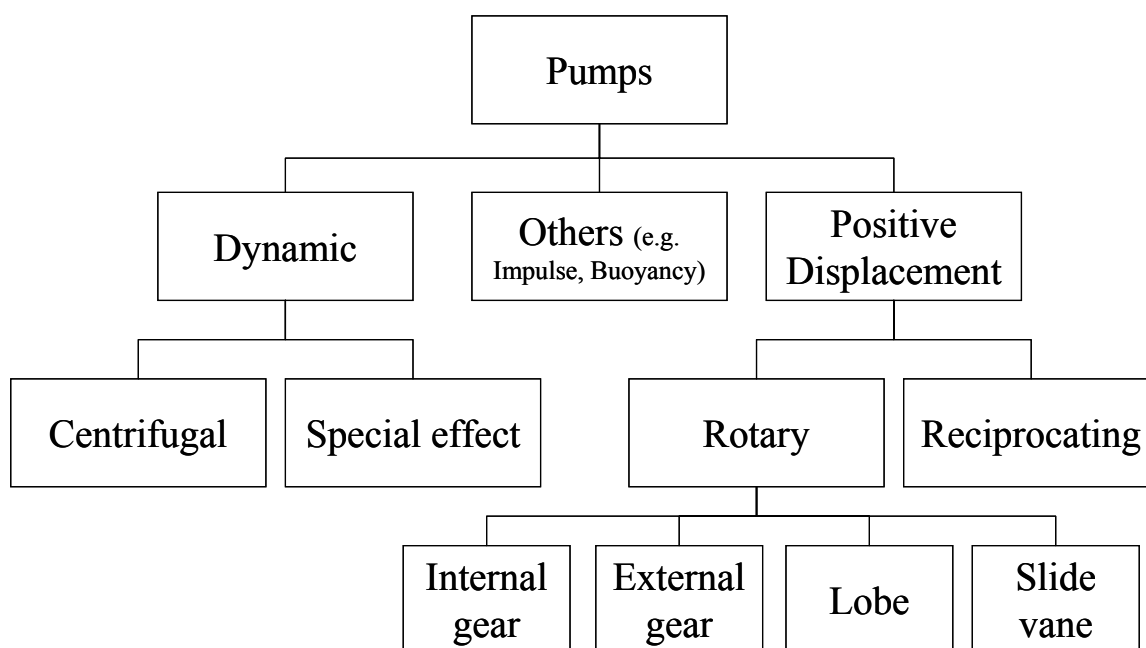 Pumps
Dynamic
Others (e.g.
Impulse, Buoyancy)
Positive
Displacement
Centrifugal
Special effect
Rotary
Reciprocating
Internal
gear
External
gear
Lobe
Slide
vane